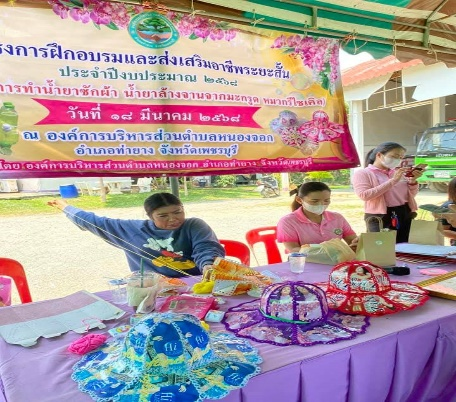 โครงการฝึกอบรมและส่งเสริมอาชีพระยะสั้น
ประจำปีงบประมาณ ๒๕๖๘
การทำน้ำยาซักผ้า น้ำยาล้างจานจากมะกรูด หมวกรีไซเคิล)
วันที่ ๑๘ มีนาคม ๒๕๖๘
ณ องค์การบริหารส่วนตำบลหนองจอก
อำเภอท่ายาง จังหวัดเพชรบุรี
โดย องค์การบริหารส่วนตำบลหนองจอก อำเภอท่ายาง จังหวัดเพชรบุรี